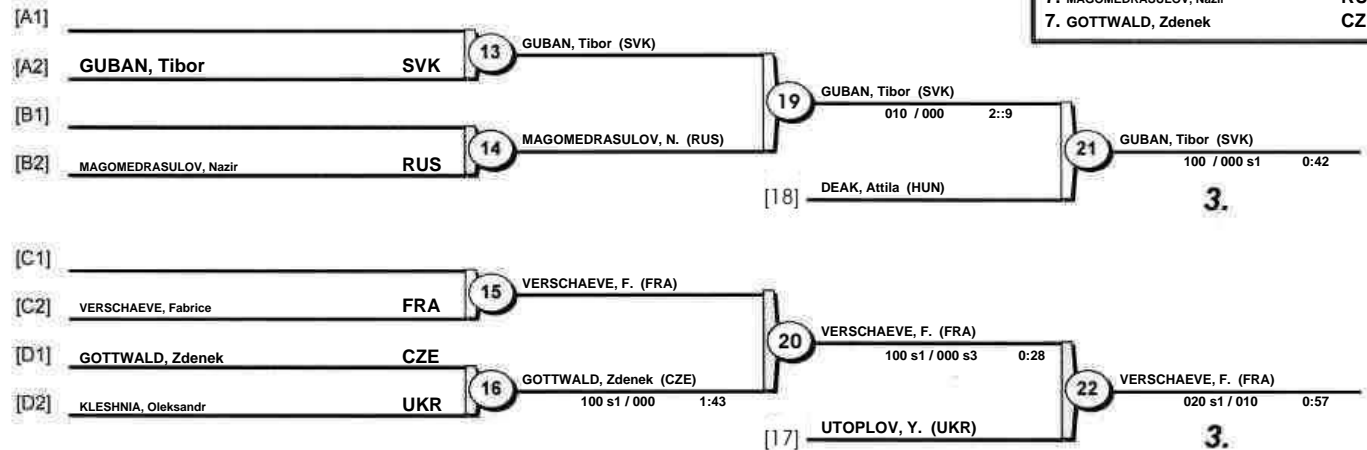 7. MAGOMEDRASULOV, Nazir
7. GOTTWALD, Zdenek CZ
[A1]
[A2] GUBAN, Tibor SVK
13 GUBAN, Tibor (SVK)
[B1]
[B2] MAGOMEDRASULOV, Nazir RUS
14 MAGOMEDRASULOV, N. (RUS)
19 GUBAN, Tibor (SVK)
010 / 000 2::9
[18] DEAK, Attila (HUN)
21 GUBAN, Tibor (SVK)
100 / 000 s1 0:42
3.
[C1]
[C2] VERSCHAEVE, Fabrice FRA
15 VERSCHAEVE, F. (FRA)
[D1] GOTTWALD, Zdenek CZE
[D2] KLESHNIA, Oleksandr UKR
16 GOTTWALD, Zdenek (CZE)
100 s1 / 000 1:43
20 VERSCHAEVE, F. (FRA)
100 s1 / 000 s3 0:28
[17] UTOPLOV, Y. (UKR)
22 VERSCHAEVE, F. (FRA)
020 s1 / 010 0:57
3.